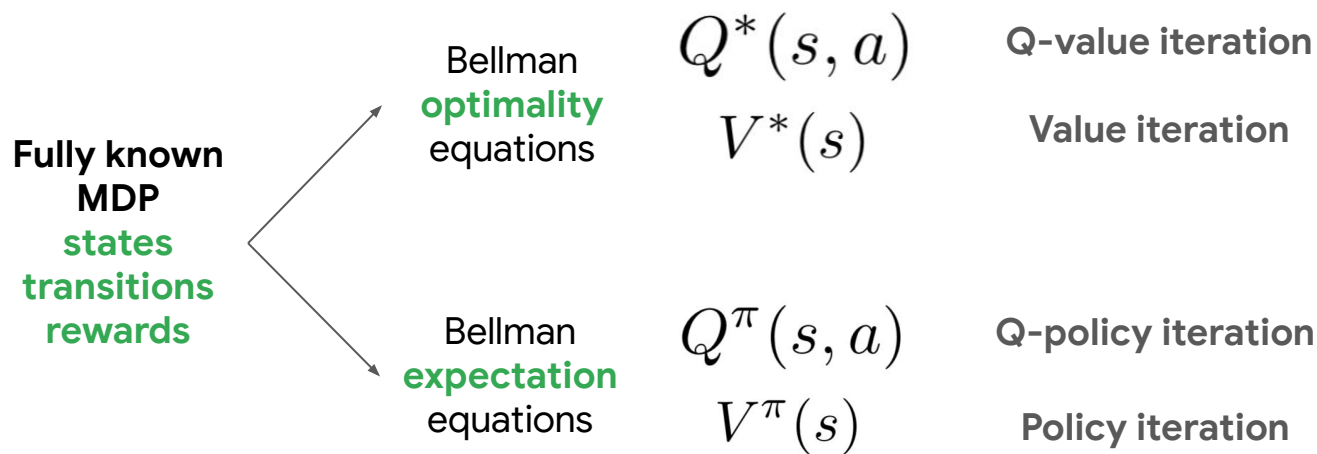 Fully known
MDP
states
transitions
rewards
Bellman
optimality
equations
Q*(s, a)
Q-value iteration
V*(s)
Value iteration
Bellman
expectation
equations
Q^π(s, a)
Q-policy iteration
V^π(s)
Policy iteration